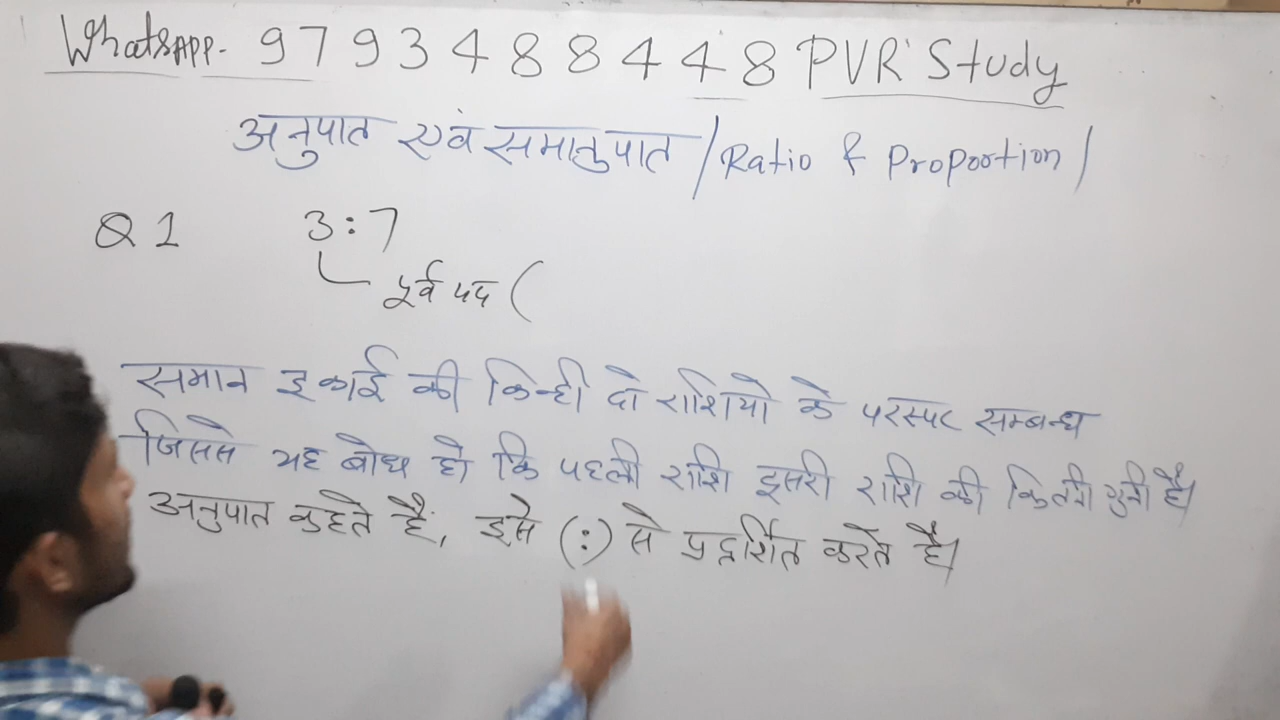 WhatsAPP- 9793488448 PVR Study
अनुपात एवं समानुपात / Ratio & Proportion /
Q 1 3:7
पूर्व पद (
समान इकाई की किन्ही दो राशियो के परस्पर सम्बन्ध
जिससे यह बोध हो कि पहली राशि दूसरी राशि की कितनी गुनी है।
अनुपात कहते है, इसे (:) से प्रदर्शित करते है।